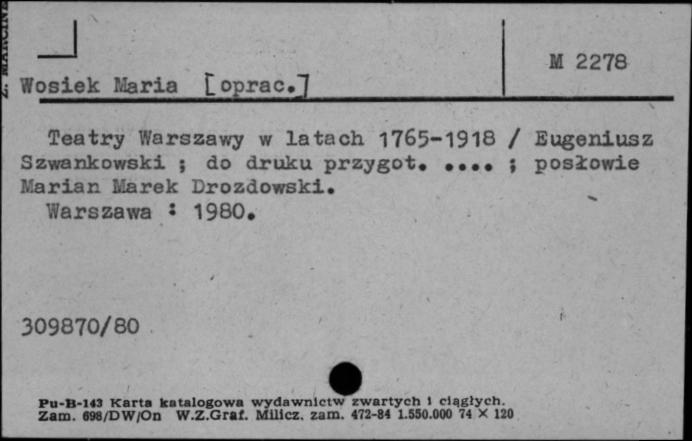 M 2278
Wosiek Maria [oprac.]
Teatry Warszawy w latach 1765-1918 / Eugeniusz
Szwankowski ; do druku przygot. .... ; posłowie
Marian Marek Drozdowski.
Warszawa : 1980.
309870/80
Pu-B-143 Karta katalogowa wydawnictw zwartych i ciągłych.
Zam. 698/DW/On W.Z.Graf. Milicz. zam. 472-84 1.550.000 74 X 120